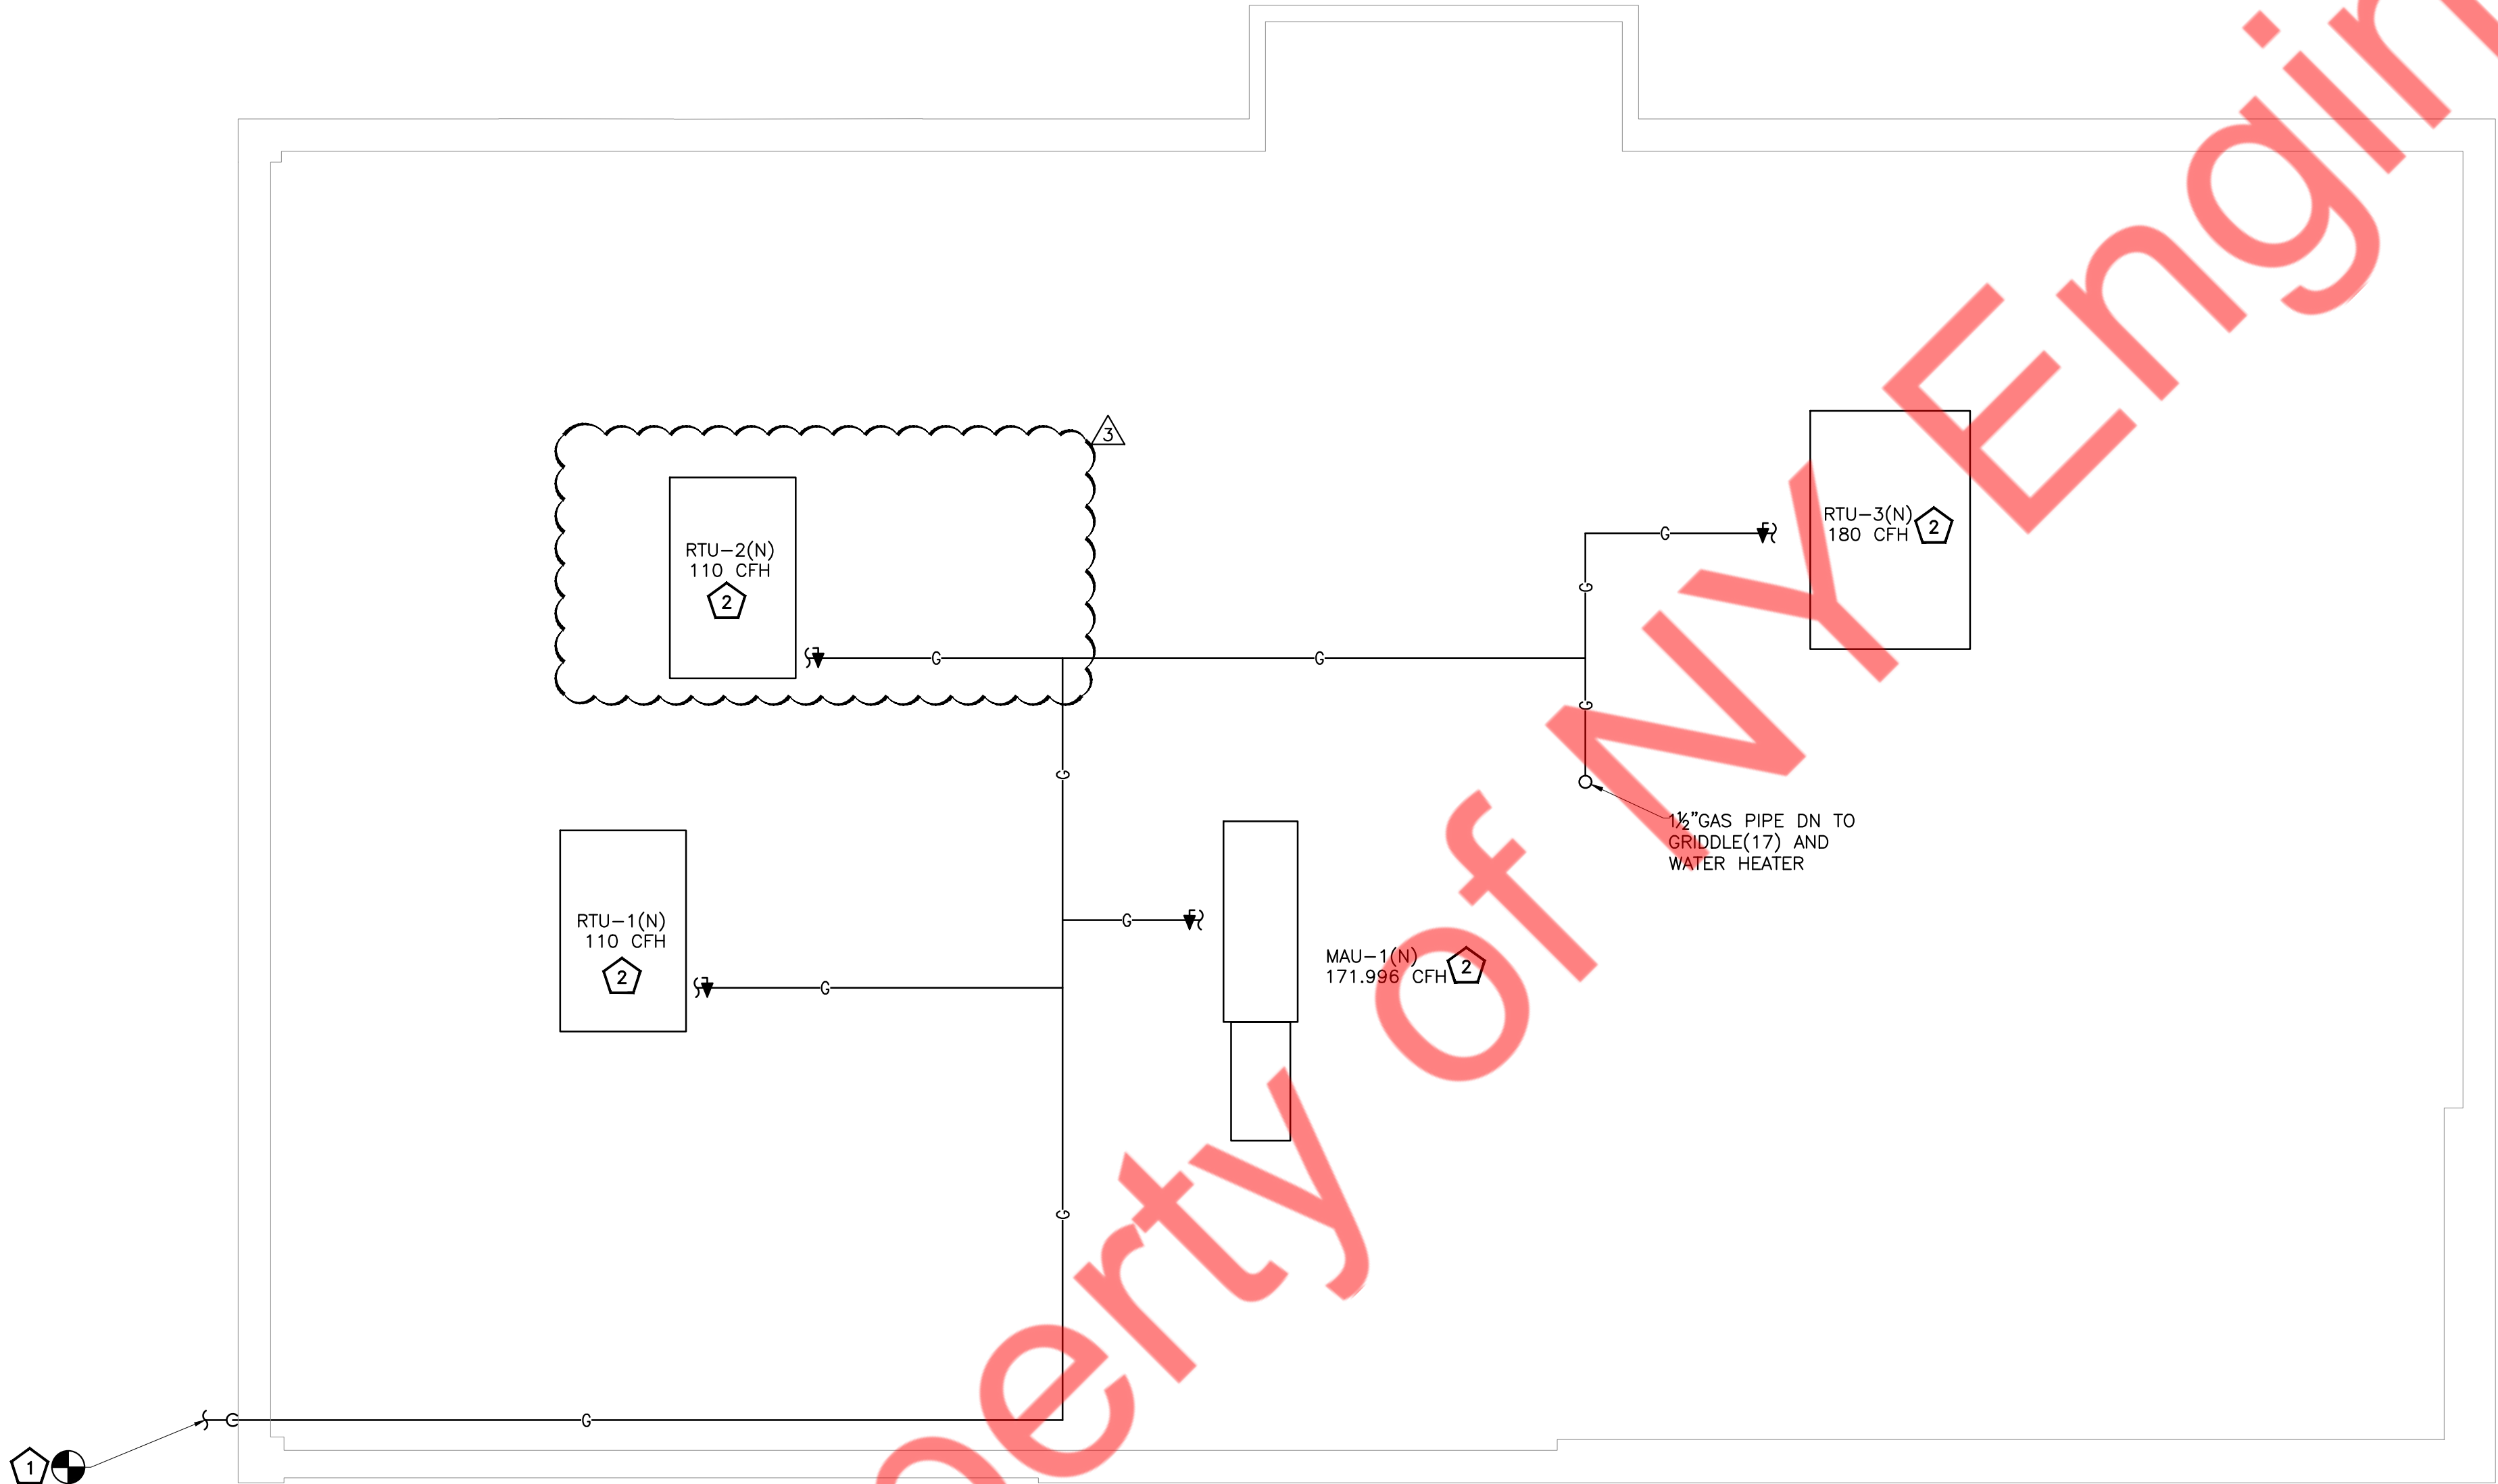 3
RTU-2(N)
110 CFH
2
G
G
RTU-3(N)
180 CFH
2
G
G
G
1½"GAS PIPE DN TO
GRIDDLE(17) AND
WATER HEATER
G
RTU-1(N)
110 CFH
2
G
G
MAU-1(N)
171.996 CFH
2
G
G
1
perty of NY Engin